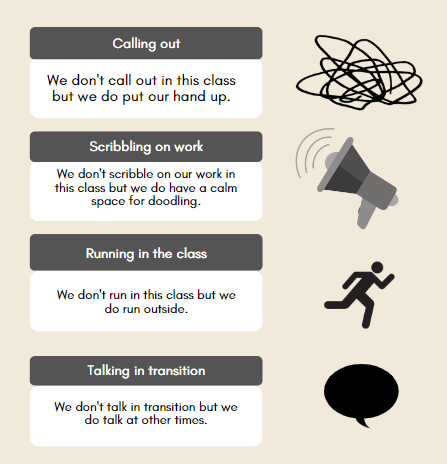 Calling out
We don't call out in this class
but we do put our hand up.
Scribbling on work
We don't scribble on our work in
this class but we do have a calm
space for doodling.
Running in the class
We don't run in this class but we
do run outside.
Talking in transition
We don't talk in transition but we
do talk at other times.